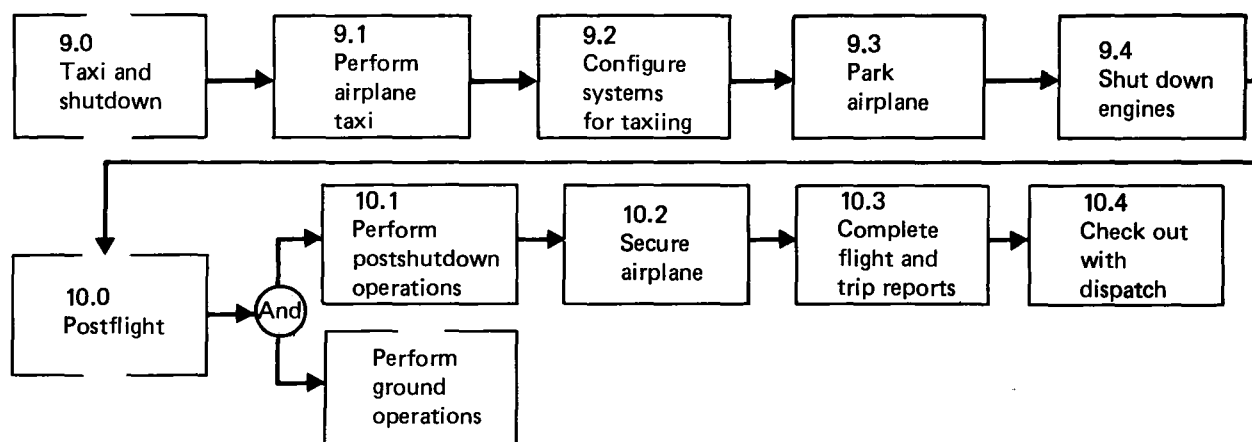 9.0
Taxi and
shutdown
9.1
Perform
airplane
taxi
9.2
Configure
systems
for taxiing
9.3
Park
airplane
9.4
Shut down
engines
10.0
Postflight
And
10.1
Perform
postshutdown
operations
10.2
Secure
airplane
10.3
Complete
flight and
trip reports
10.4
Check out
with
dispatch
Perform
ground
operations